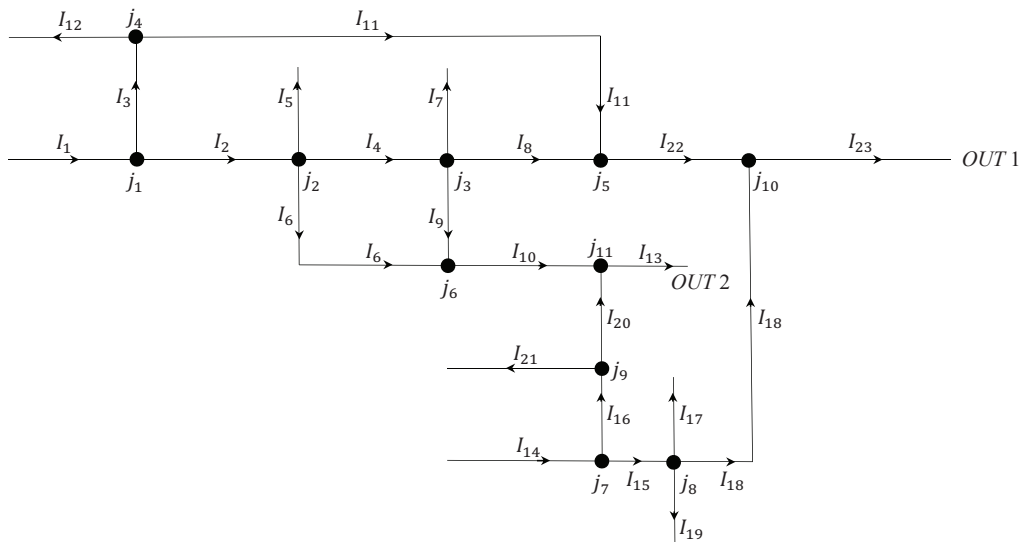 I₁₂ j₄ I₁₁
I₃ I₅ I₇ I₁₁
I₁ I₂ I₄ I₈ I₂₂ I₂₃
OUT 1
j₁ j₂ j₃ j₅ j₁₀
I₆ I₉
I₆ I₁₀ j₁₁ I₁₃
j₆ OUT 2
I₂₀ I₁₈
I₂₁ j₉
I₁₆ I₁₇
I₁₄
j₇ I₁₅ j₈ I₁₈
I₁₉